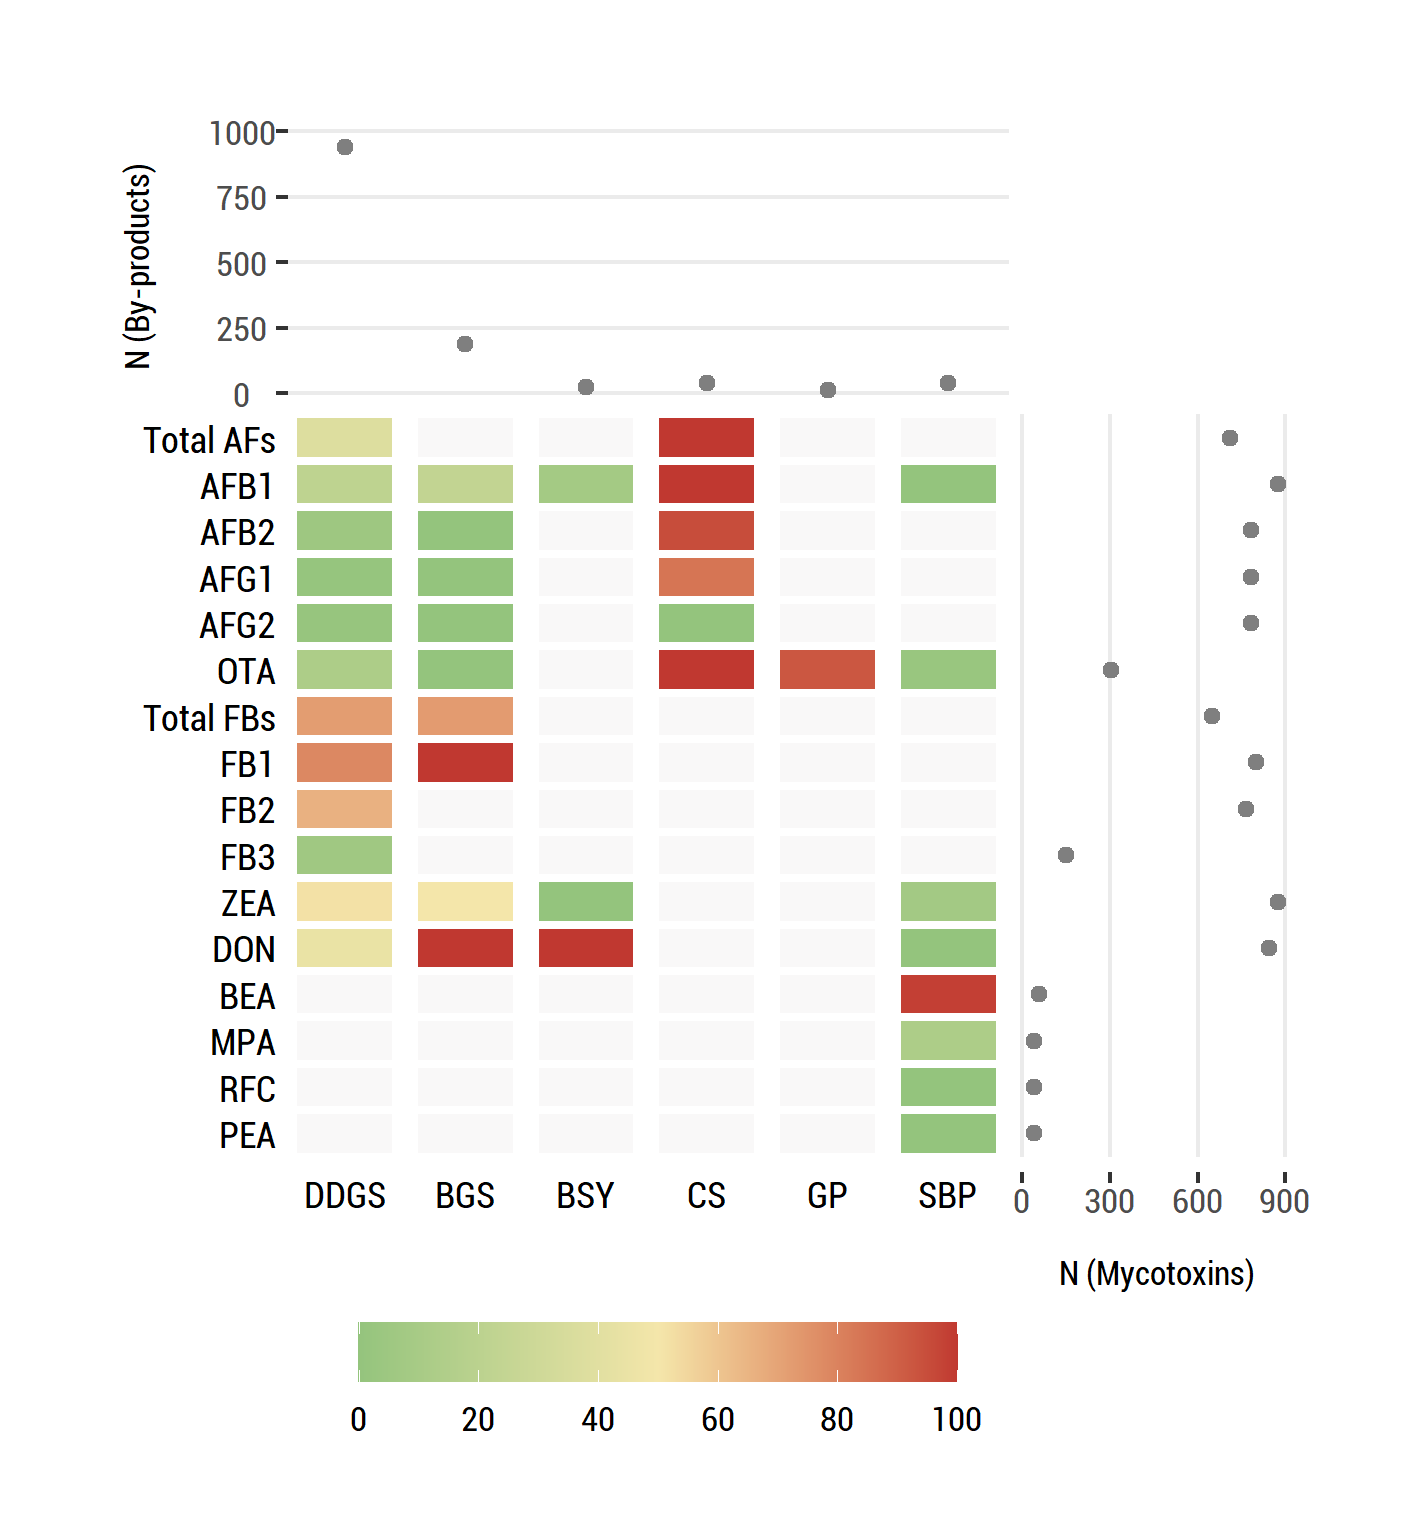 N (By-products)
1000
750
500
250
0
Total AFs
AFB1
AFB2
AFG1
AFG2
OTA
Total FBs
FB1
FB2
FB3
ZEA
DON
BEA
MPA
RFC
PEA
DDGS BGS BSY CS GP SBP
0 300 600 900
N (Mycotoxins)
0 20 40 60 80 100